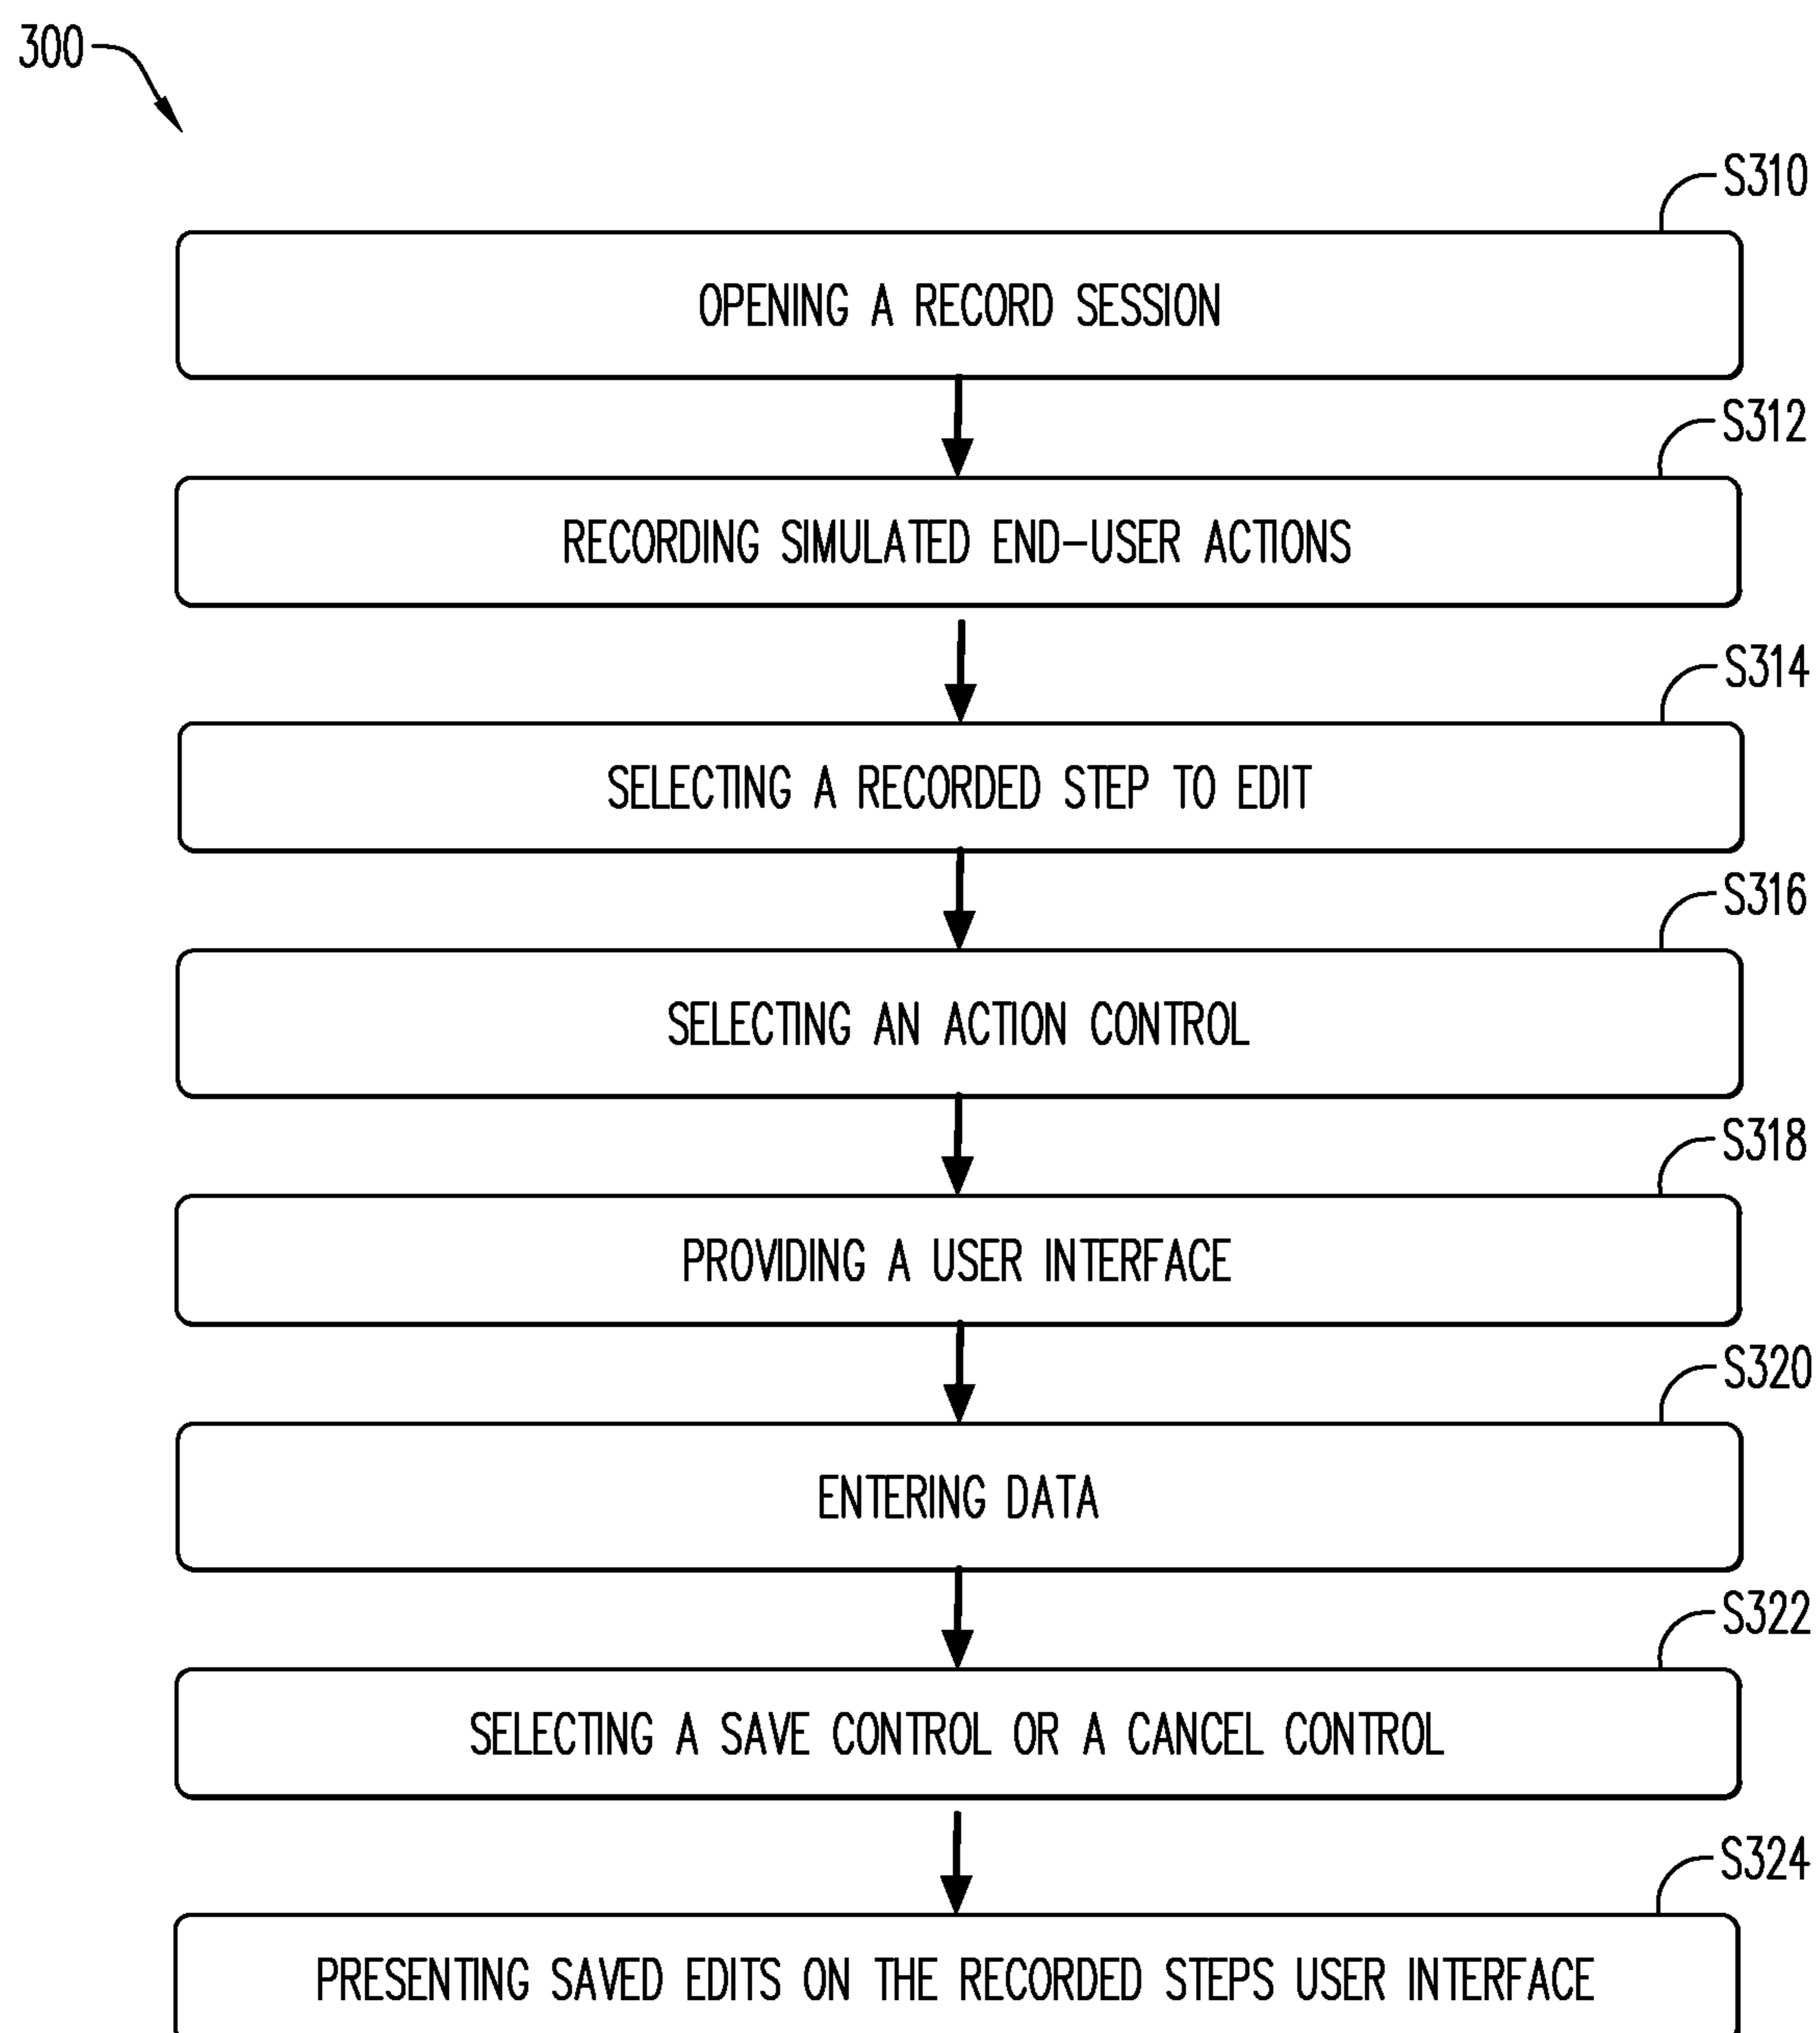 300
S310
OPENING A RECORD SESSION
S312
RECORDING SIMULATED END-USER ACTIONS
S314
SELECTING A RECORDED STEP TO EDIT
S316
SELECTING AN ACTION CONTROL
S318
PROVIDING A USER INTERFACE
S320
ENTERING DATA
S322
SELECTING A SAVE CONTROL OR A CANCEL CONTROL
S324
PRESENTING SAVED EDITS ON THE RECORDED STEPS USER INTERFACE